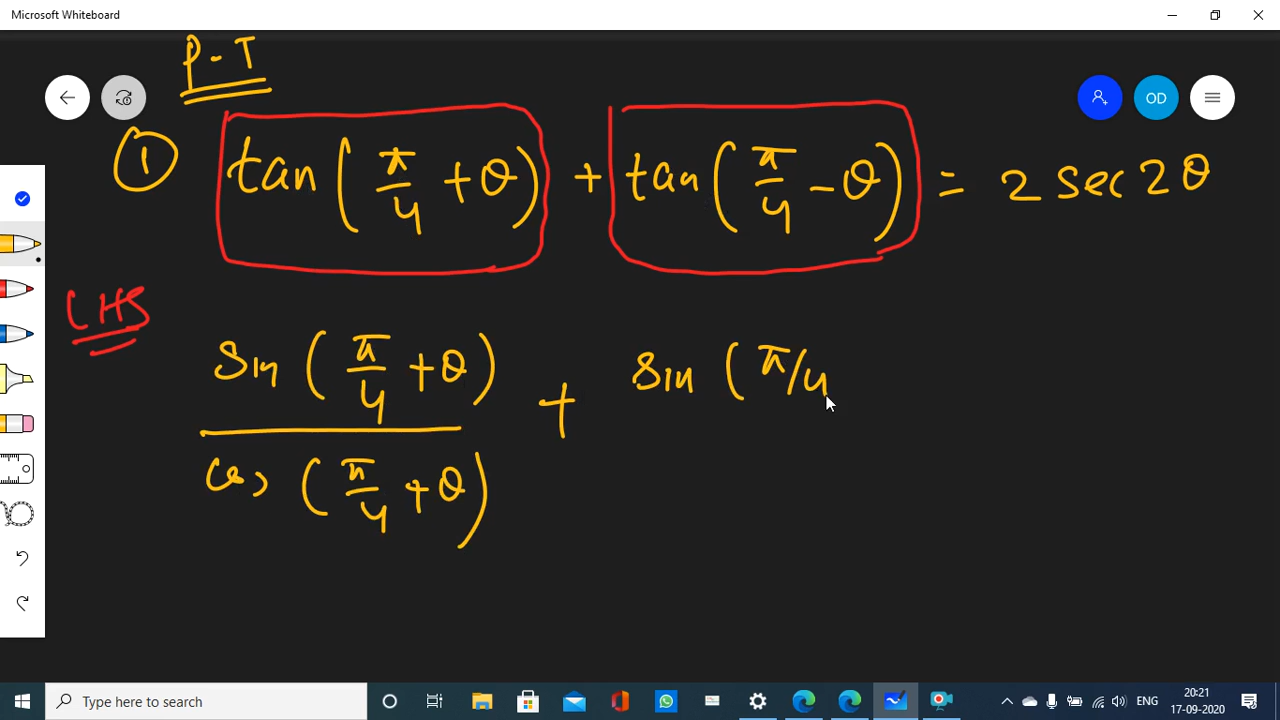 Microsoft Whiteboard
P-T
OD
① tan(π/4 + θ) + tan(π/4 - θ) = 2 sec 2θ
LHS
sin (π/4 + θ) + sin (π/4
cos (π/4 + θ)
Type here to search
ENG
20:21
17-09-2020